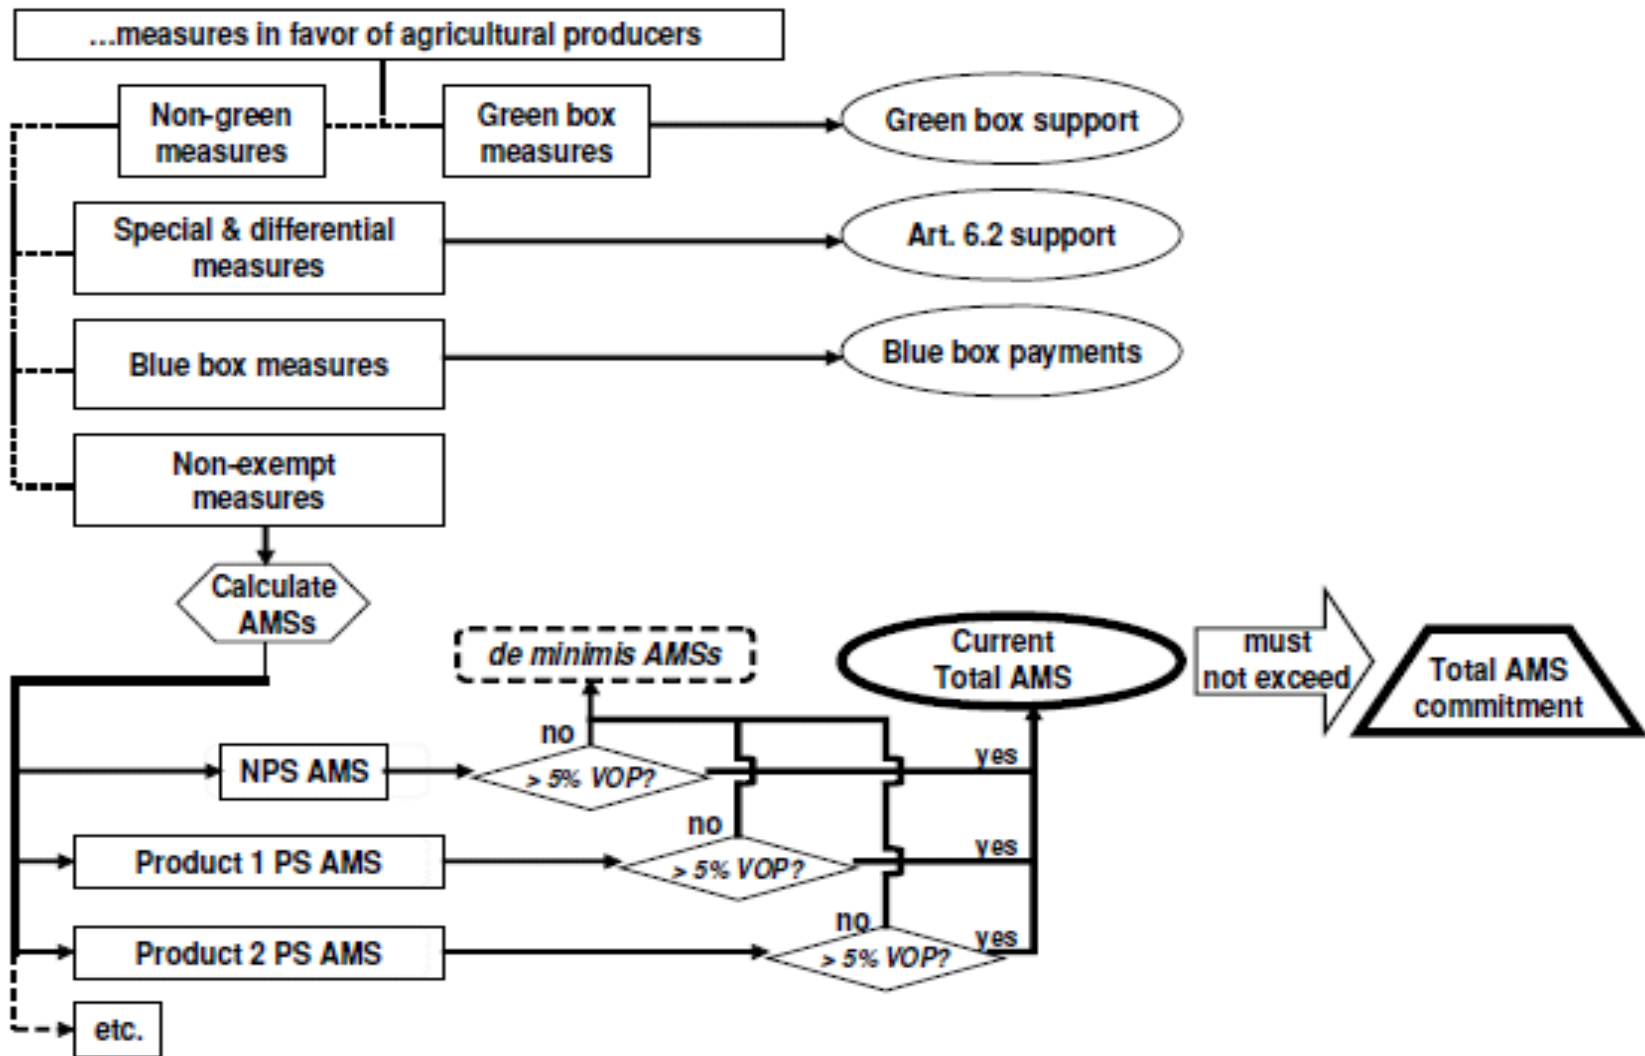 ...measures in favor of agricultural producers
Non-green
measures
Green box
measures
Green box support
Special & differential
measures
Art. 6.2 support
Blue box measures
Blue box payments
Non-exempt
measures
Calculate
AMSs
de minimis AMSs
Current
Total AMS
must
not exceed
Total AMS
commitment
NPS AMS
no
> 5% VOP?
yes
Product 1 PS AMS
no
> 5% VOP?
yes
Product 2 PS AMS
no
> 5% VOP?
yes
etc.